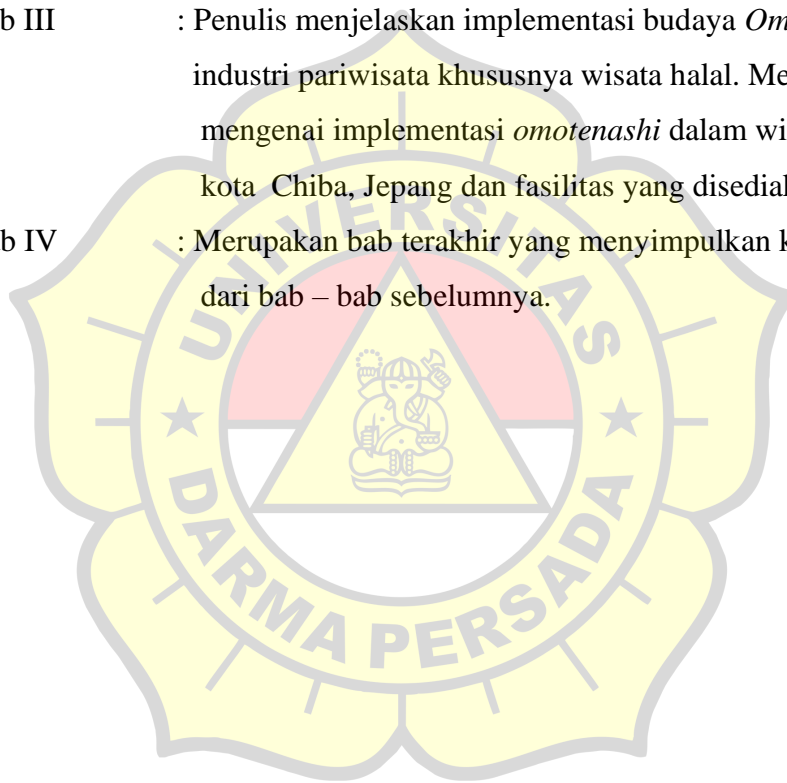 b III : Penulis menjelaskan implementasi budaya Om
industri pariwisata khususnya wisata halal. Me
mengenai implementasi omotenashi dalam wi
kota Chiba, Jepang dan fasilitas yang disedia
b IV : Merupakan bab terakhir yang menyimpulkan k
dari bab – bab sebelumnya.
UNIVERSITAS
DARMA PERSADA